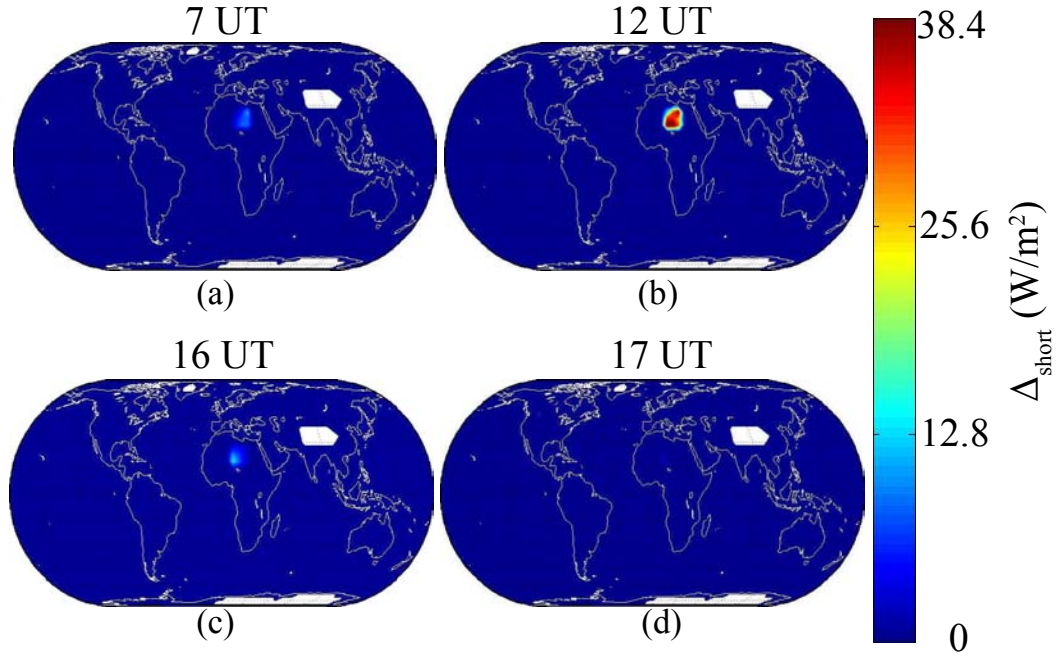 7 UT
12 UT
(a)
(b)
16 UT
17 UT
(c)
(d)
38.4
25.6
12.8
0
Δshort (W/m²)